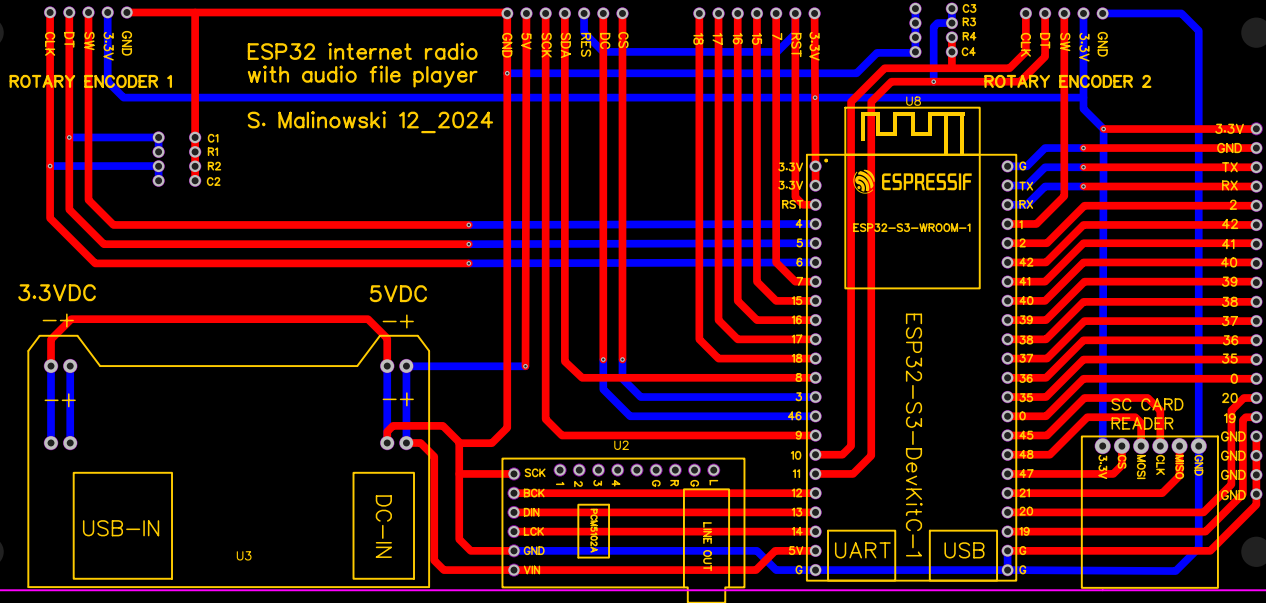 CLK
DT
SW
3.3V
GND
ROTARY ENCODER 1
ESP32 internet radio
with audio file player
S. Malinowski 12_2024
C1
R1
R2
C2
GND
5V
SCK
SDA
RES
DC
CS
18
17
16
15
7
RST
3.3V
C3
R3
R4
C4
CLK
DT
SW
3.3V
GND
ROTARY ENCODER 2
U8
ESPRESSIF
ESP32-S3-WROOM-1
ESP32-S3-DevKitC-1
3.3V
3.3V
RST
4
5
6
7
15
16
17
18
8
3
46
9
10
11
12
13
14
5V
G
G
TX
RX
1
2
42
41
40
39
38
37
36
35
0
45
48
47
21
20
19
G
G
UART
USB
3.3V
GND
TX
RX
2
42
41
40
39
38
37
36
35
0
20
19
GND
GND
GND
GND
SC CARD
READER
3.3V
CS
MOSI
CLK
MISO
GND
3.3VDC
5VDC
-+
-+
-+
-+
USB-IN
DC-IN
U3
U2
SCK
BCK
DIN
LCK
GND
VIN
1
2
3
4
G
R
G
L
PCM5102A
LINE OUT